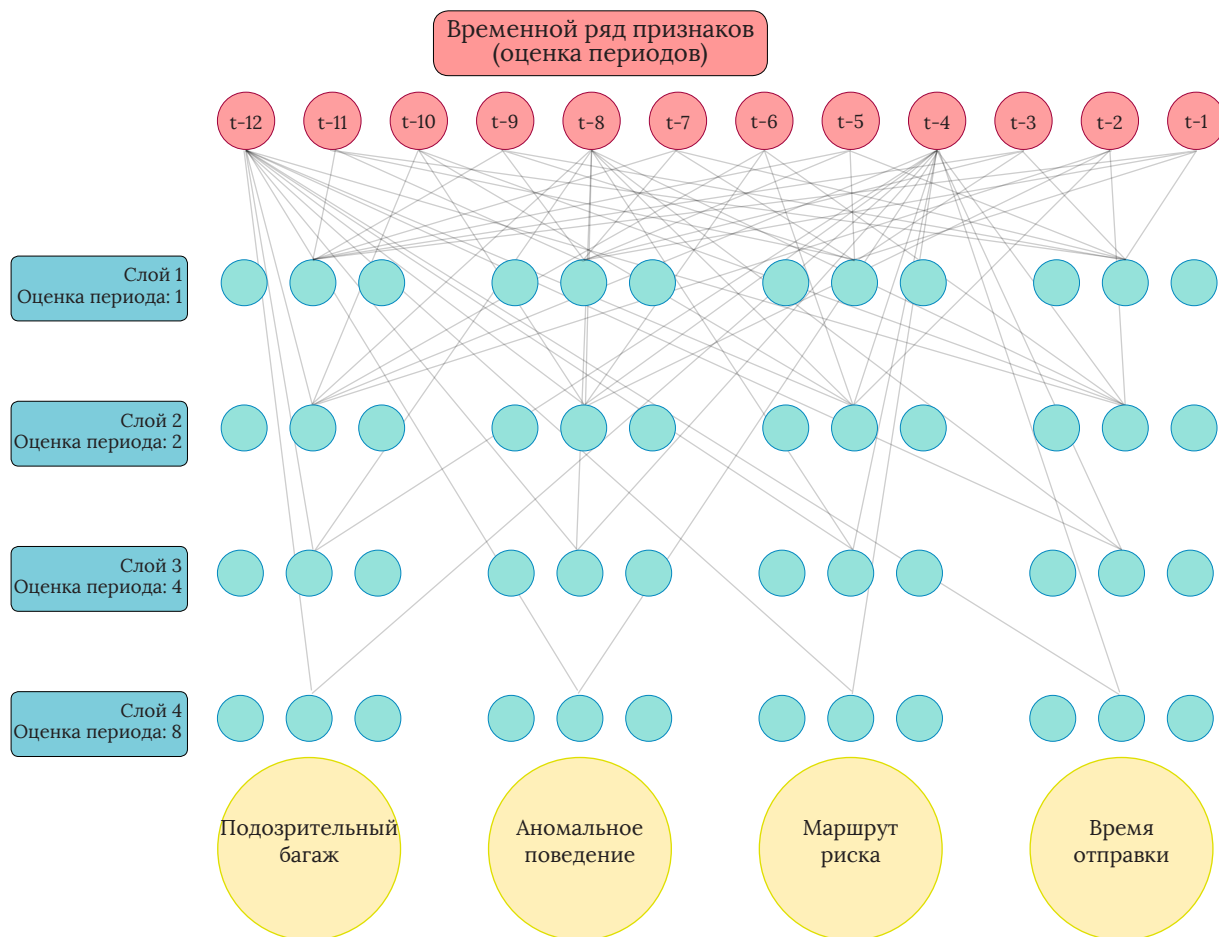 Временной ряд признаков
(оценка периодов)
t-12
t-11
t-10
t-9
t-8
t-7
t-6
t-5
t-4
t-3
t-2
t-1
Слой 1
Оценка периода: 1
Слой 2
Оценка периода: 2
Слой 3
Оценка периода: 4
Слой 4
Оценка периода: 8
Подозрительный
багаж
Аномальное
поведение
Маршрут
риска
Время
отправки